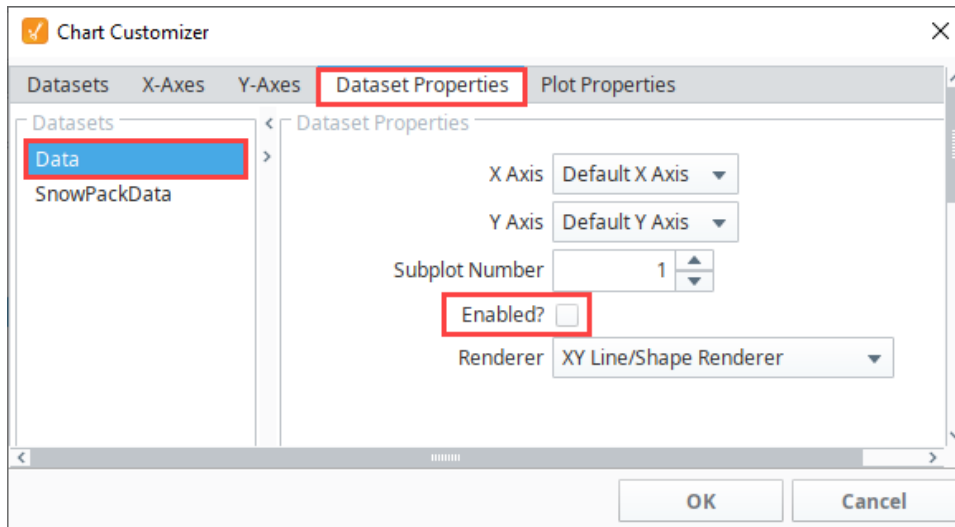 Chart Customizer
Datasets X-Axes Y-Axes Dataset Properties Plot Properties
Datasets
Data
SnowPackData
Dataset Properties
X Axis Default X Axis
Y Axis Default Y Axis
Subplot Number 1
Enabled?
Renderer XY Line/Shape Renderer
OK Cancel